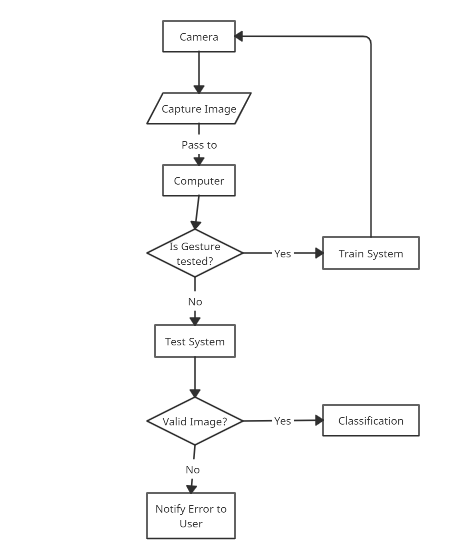 Camera
Capture Image
Pass to
Computer
Is Gesture
tested?
Yes
Train System
No
Test System
Valid Image?
Yes
Classification
No
Notify Error to
User